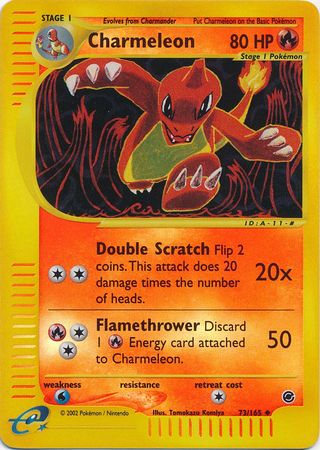 STAGE 1
Evolves from Charmander
Put Charmeleon on the Basic Pokémon
Charmeleon 80 HP
Stage 1 Pokémon
ID:A-11-#
Double Scratch Flip 2
coins. This attack does 20
damage times the number
of heads.
20x
Flamethrower Discard
1 Energy card attached
to Charmeleon.
50
weakness resistance retreat cost
e
© 2002 Pokémon / Nintendo
Illus. Tomokazu Komiya
73/165